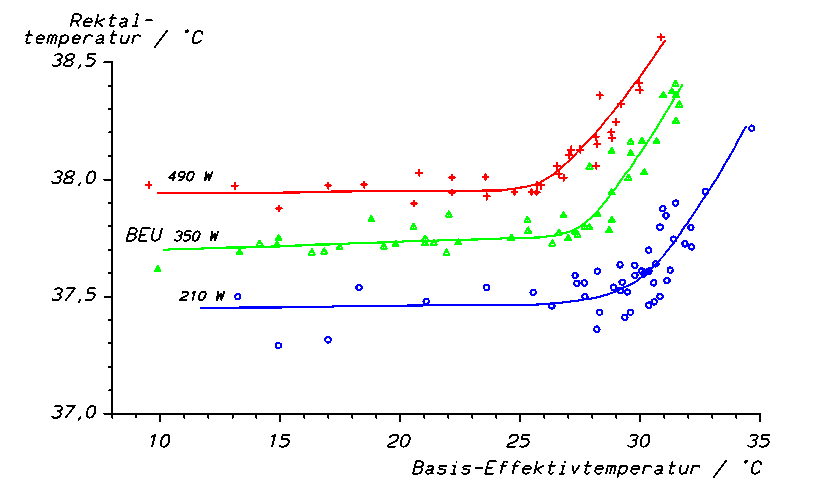 Rektal-
temperatur / °C
38,5
490 W
38,0
BEU 350 W
210 W
37,5
37,0
10 15 20 25 30 35
Basis-Effektivtemperatur / °C